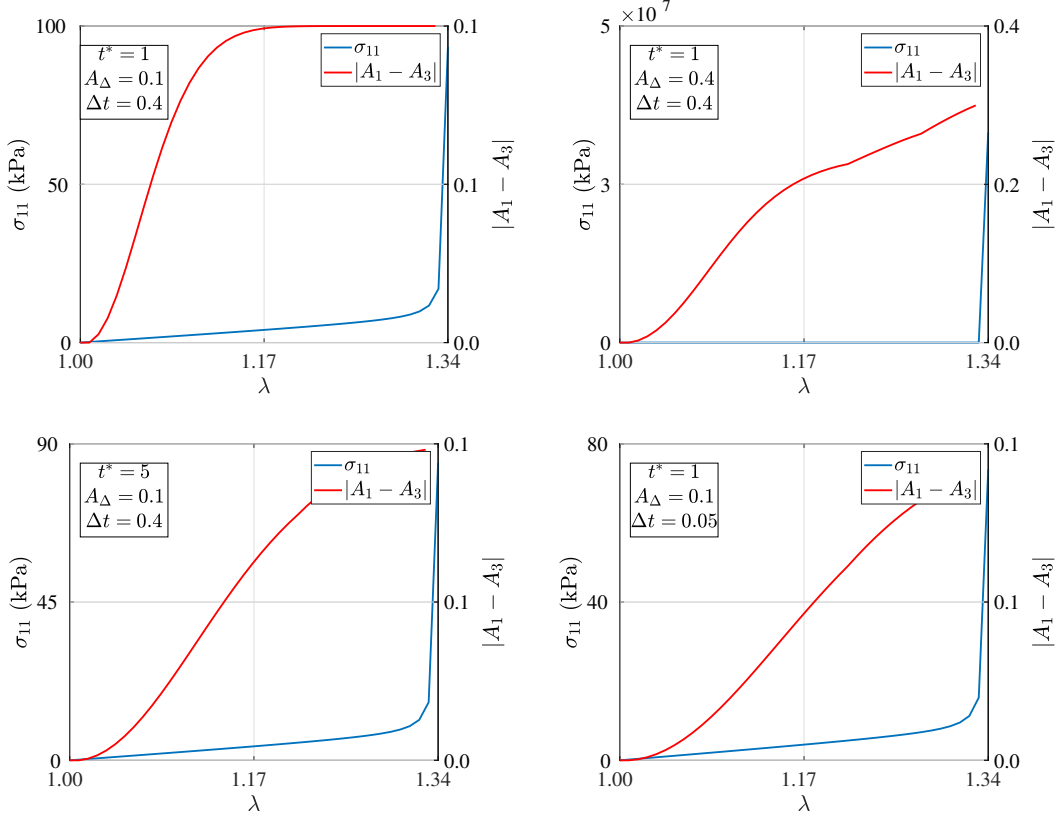 100
50
0
σ₁₁ (kPa)
t* = 1
A_Δ = 0.1
Δt = 0.4
σ₁₁
|A₁ − A₃|
0.1
0.1
0.0
|A₁ − A₃|
1.00
1.17
1.34
λ
×10⁷
5
3
0
σ₁₁ (kPa)
t* = 1
A_Δ = 0.4
Δt = 0.4
σ₁₁
|A₁ − A₃|
0.4
0.2
0.0
|A₁ − A₃|
1.00
1.17
1.34
λ
90
45
0
σ₁₁ (kPa)
t* = 5
A_Δ = 0.1
Δt = 0.4
σ₁₁
|A₁ − A₃|
0.1
0.1
0.0
|A₁ − A₃|
1.00
1.17
1.34
λ
80
40
0
σ₁₁ (kPa)
t* = 1
A_Δ = 0.1
Δt = 0.05
σ₁₁
|A₁ − A₃|
0.1
0.1
0.0
|A₁ − A₃|
1.00
1.17
1.34
λ